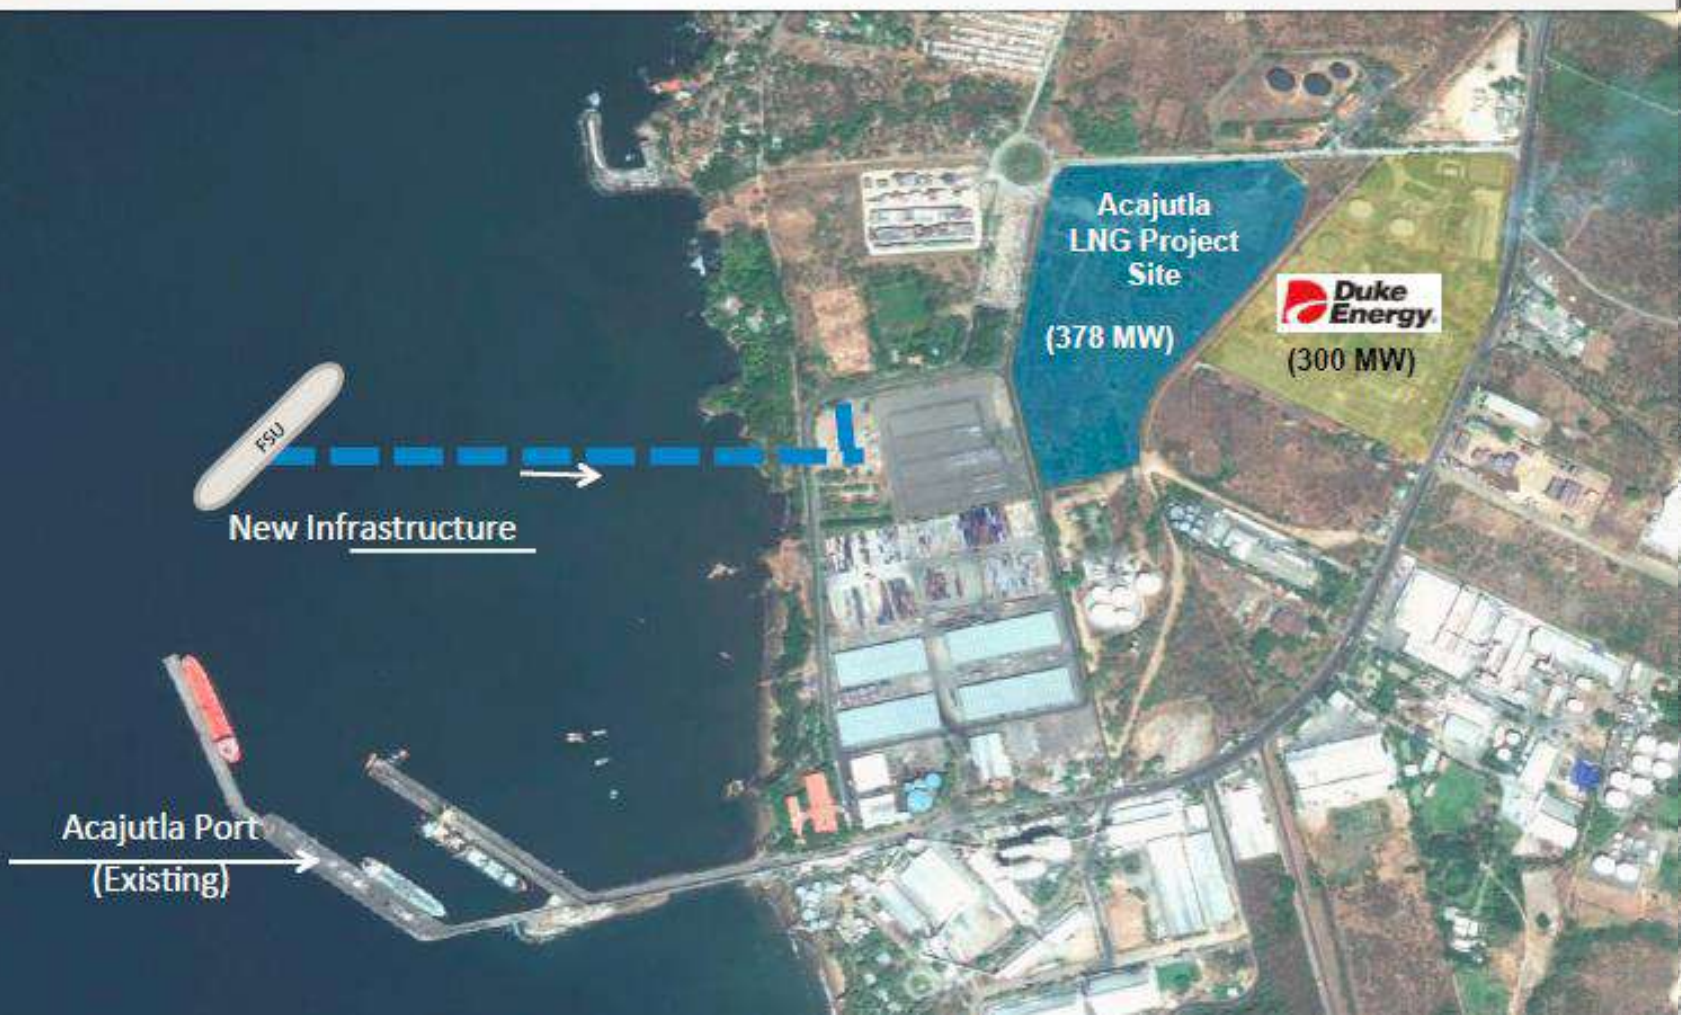 Acajutla
LNG Project
Site
(378 MW)
Duke
Energy
(300 MW)
FSU
New Infrastructure
Acajutla Port
(Existing)